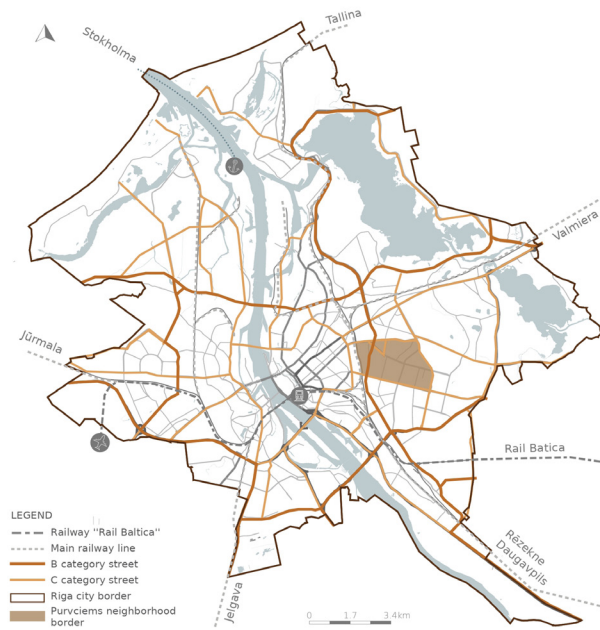 Tallina
Stokholma
Valmiera
Jūrmala
Rail Batica
Rēzekne
Daugavpils
Jelgava
LEGEND
Railway "Rail Baltica"
Main railway line
B category street
C category street
Riga city border
Purvciems neighborhood
border
0 1.7 3.4km